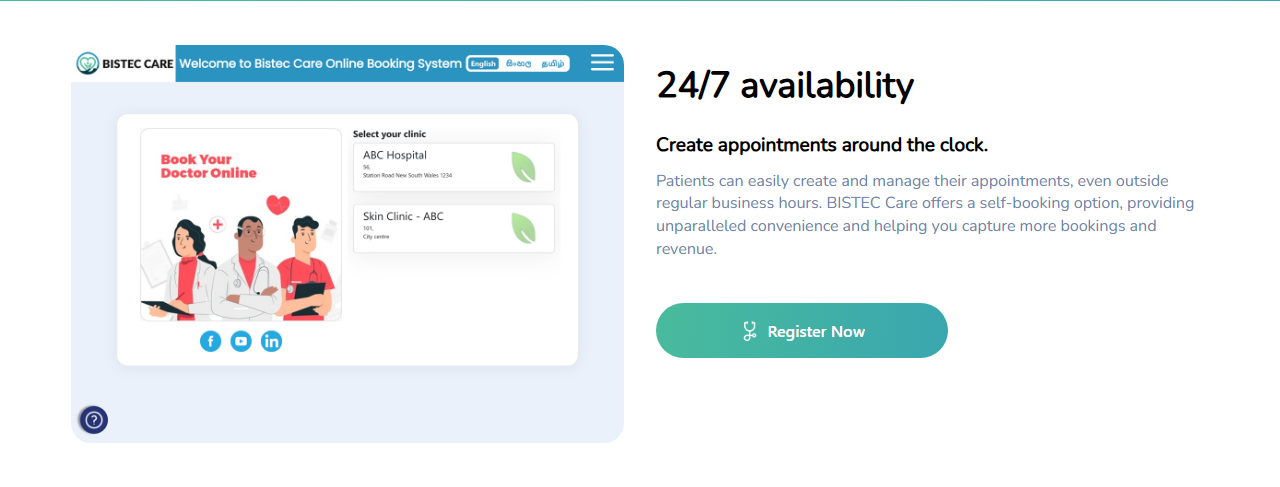 BISTEC CARE
Welcome to Bistec Care Online Booking System
English සිංහල தமிழ்
Book Your
Doctor Online
Select your clinic
ABC Hospital
56,
Station Road New South Wales 1234
Skin Clinic - ABC
101,
City centre
24/7 availability
Create appointments around the clock.
Patients can easily create and manage their appointments, even outside
regular business hours. BISTEC Care offers a self-booking option, providing
unparalleled convenience and helping you capture more bookings and
revenue.
Register Now